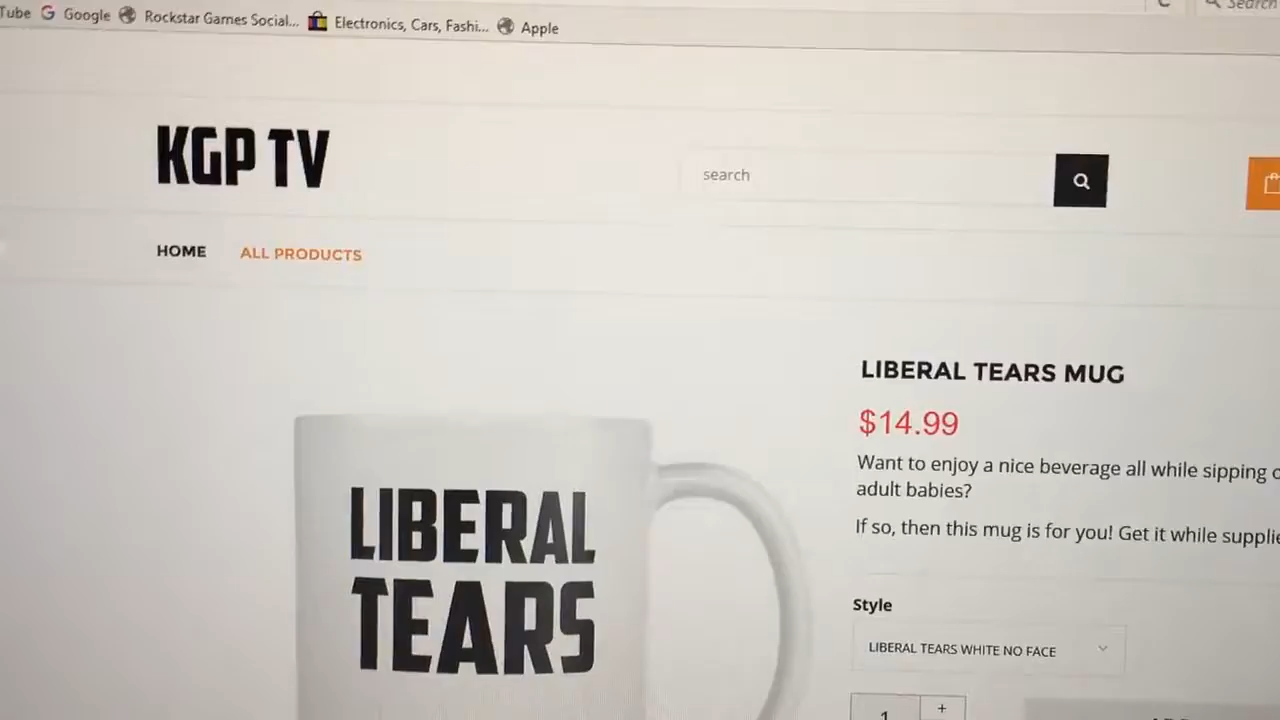 Tube Google Rockstar Games Social... Electronics, Cars, Fashi... Apple
Search
KGP TV
search
HOME ALL PRODUCTS
LIBERAL TEARS MUG
$14.99
Want to enjoy a nice beverage all while sipping
adult babies?
If so, then this mug is for you! Get it while
Style
LIBERAL TEARS WHITE NO FACE
1 +
LIBERAL
TEARS